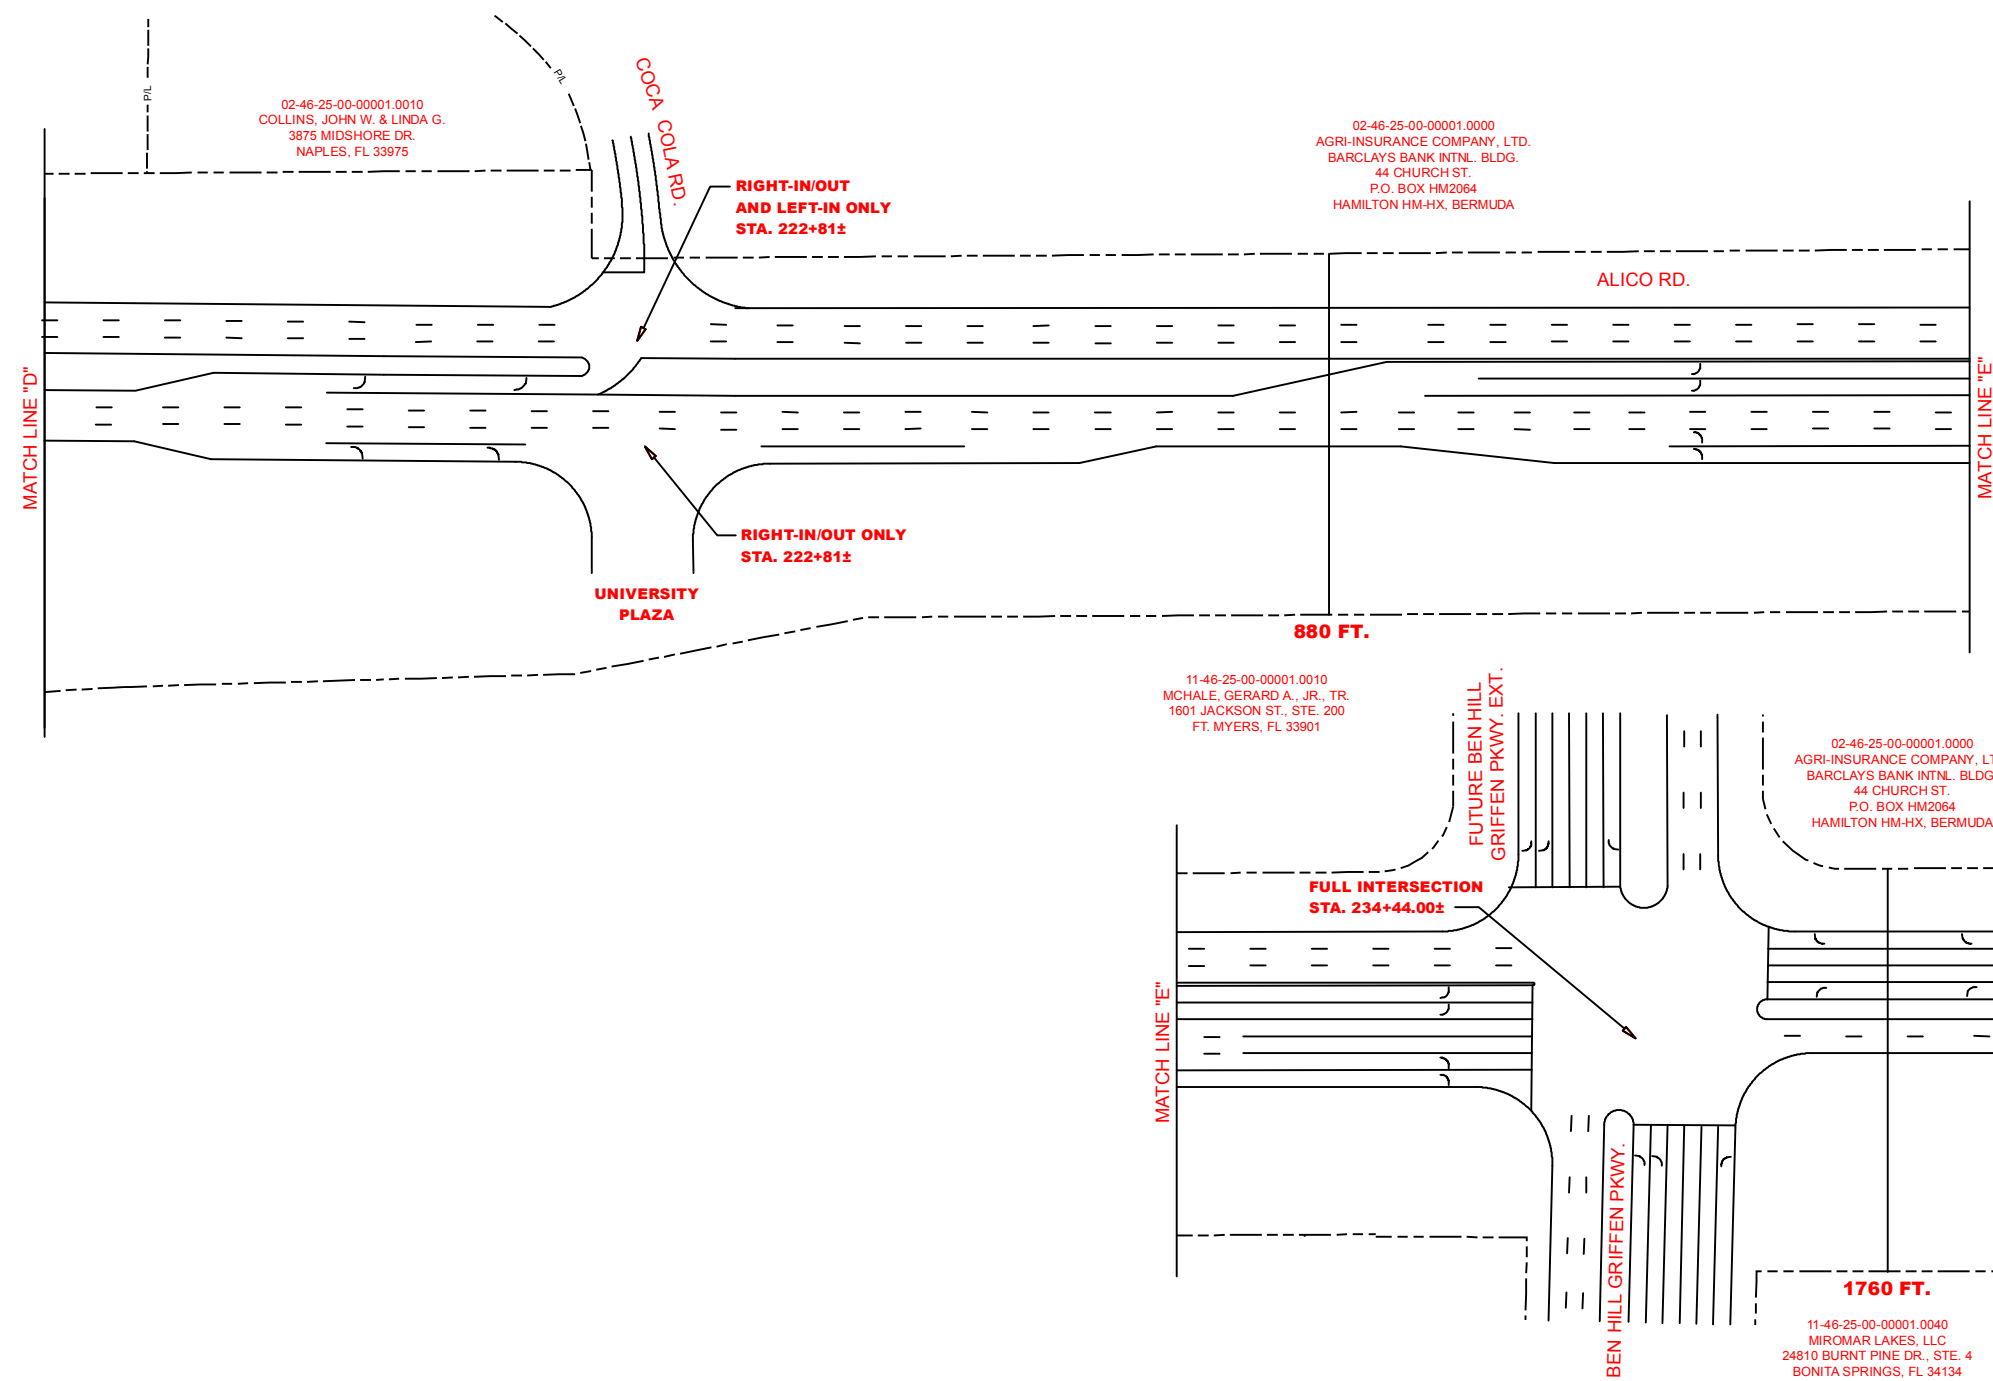 P/L
P/L
02-46-25-00-00001.0010
COLLINS, JOHN W. & LINDA G.
3875 MIDSHORE DR.
NAPLES, FL 33975
COCA COLA RD.
02-46-25-00-00001.0000
AGRI-INSURANCE COMPANY, LTD.
BARCLAYS BANK INTNL. BLDG.
44 CHURCH ST.
P.O. BOX HM2064
HAMILTON HM-HX, BERMUDA
RIGHT-IN/OUT
AND LEFT-IN ONLY
STA. 222+81±
ALICO RD.
MATCH LINE "D"
MATCH LINE "E"
RIGHT-IN/OUT ONLY
STA. 222+81±
UNIVERSITY
PLAZA
880 FT.
11-46-25-00-00001.0010
MCHALE, GERARD A., JR., TR.
1601 JACKSON ST., STE. 200
FT. MYERS, FL 33901
FUTURE BEN HILL
GRIFFEN PKWY. EXT.
02-46-25-00-00001.0000
AGRI-INSURANCE COMPANY, LT
BARCLAYS BANK INTNL. BLDG
44 CHURCH ST.
P.O. BOX HM2064
HAMILTON HM-HX, BERMUDA
FULL INTERSECTION
STA. 234+44.00±
MATCH LINE "E"
BEN HILL GRIFFEN PKWY.
1760 FT.
11-46-25-00-00001.0040
MIROMAR LAKES, LLC
24810 BURNT PINE DR., STE. 4
BONITA SPRINGS, FL 34134